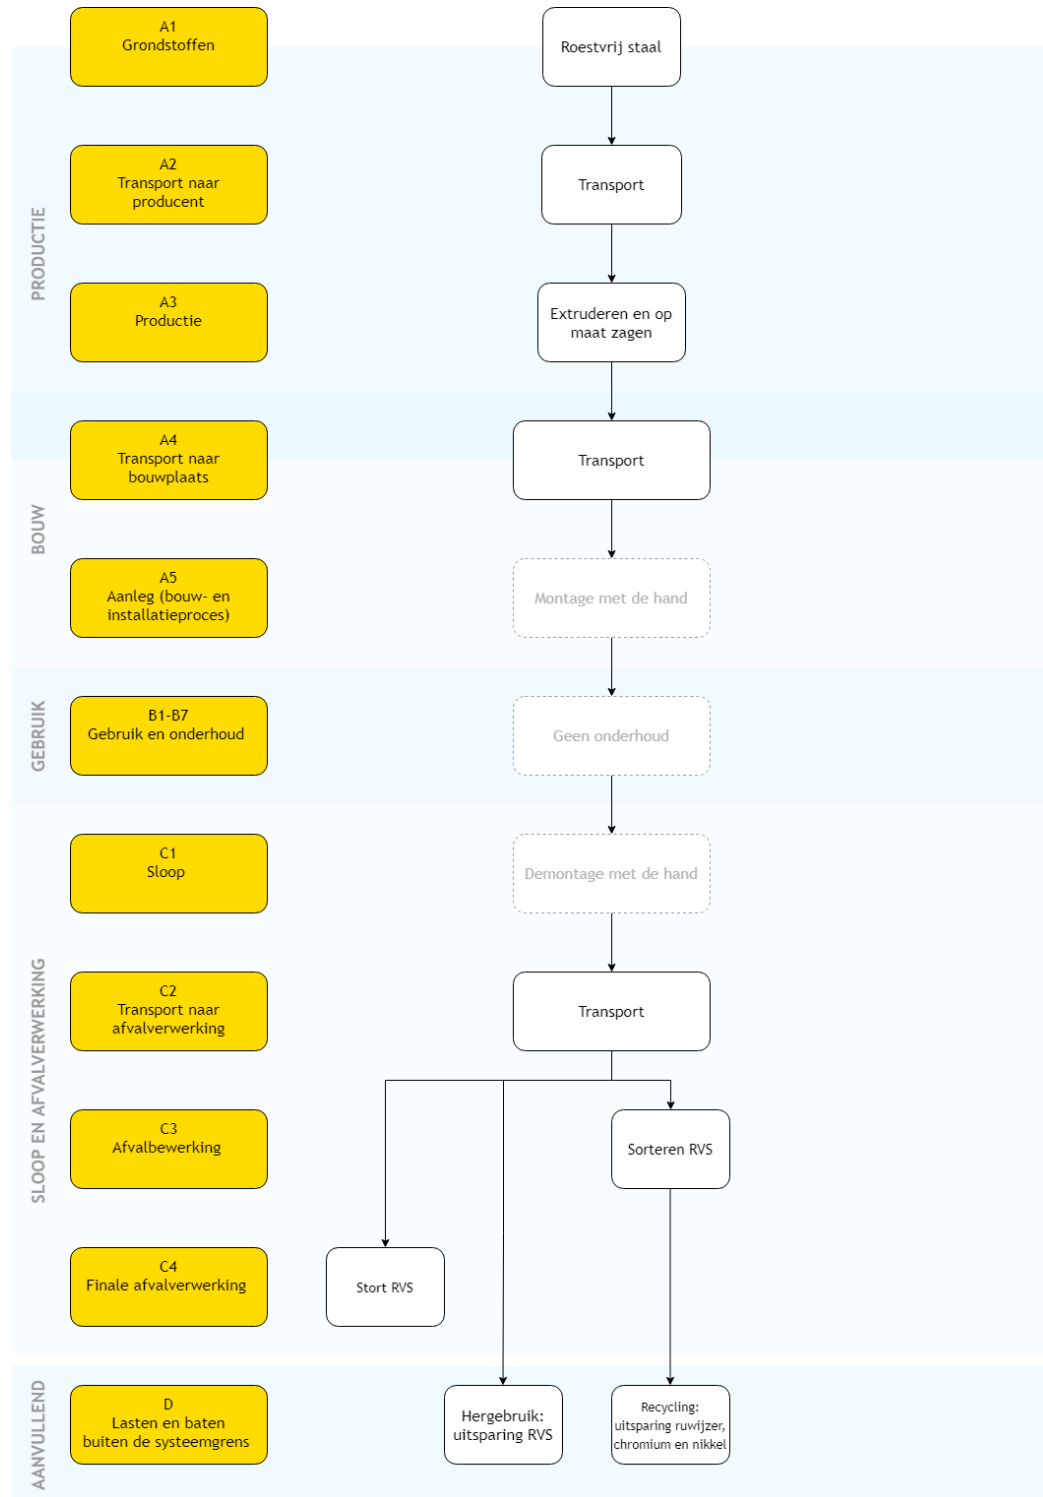 A1
Grondstoffen
Roestvrij staal
PRODUCTIE
A2
Transport naar
producent
Transport
A3
Productie
Extruderen en op
maat zagen
BOUW
A4
Transport naar
bouwplaats
Transport
A5
Aanleg (bouw- en
installatieproces)
Montage met de hand
GEBRUIK
B1-B7
Gebruik en onderhoud
Geen onderhoud
SLOOP EN AFVALVERWERKING
C1
Sloop
Demontage met de hand
C2
Transport naar
afvalverwerking
Transport
C3
Afvalbewerking
Sorteren RVS
C4
Finale afvalverwerking
Stort RVS
AANVULLEND
D
Lasten en baten
buiten de systeemgrens
Hergebruik:
uitsparing RVS
Recycling:
uitsparing ruwijzer,
chromium en nikkel